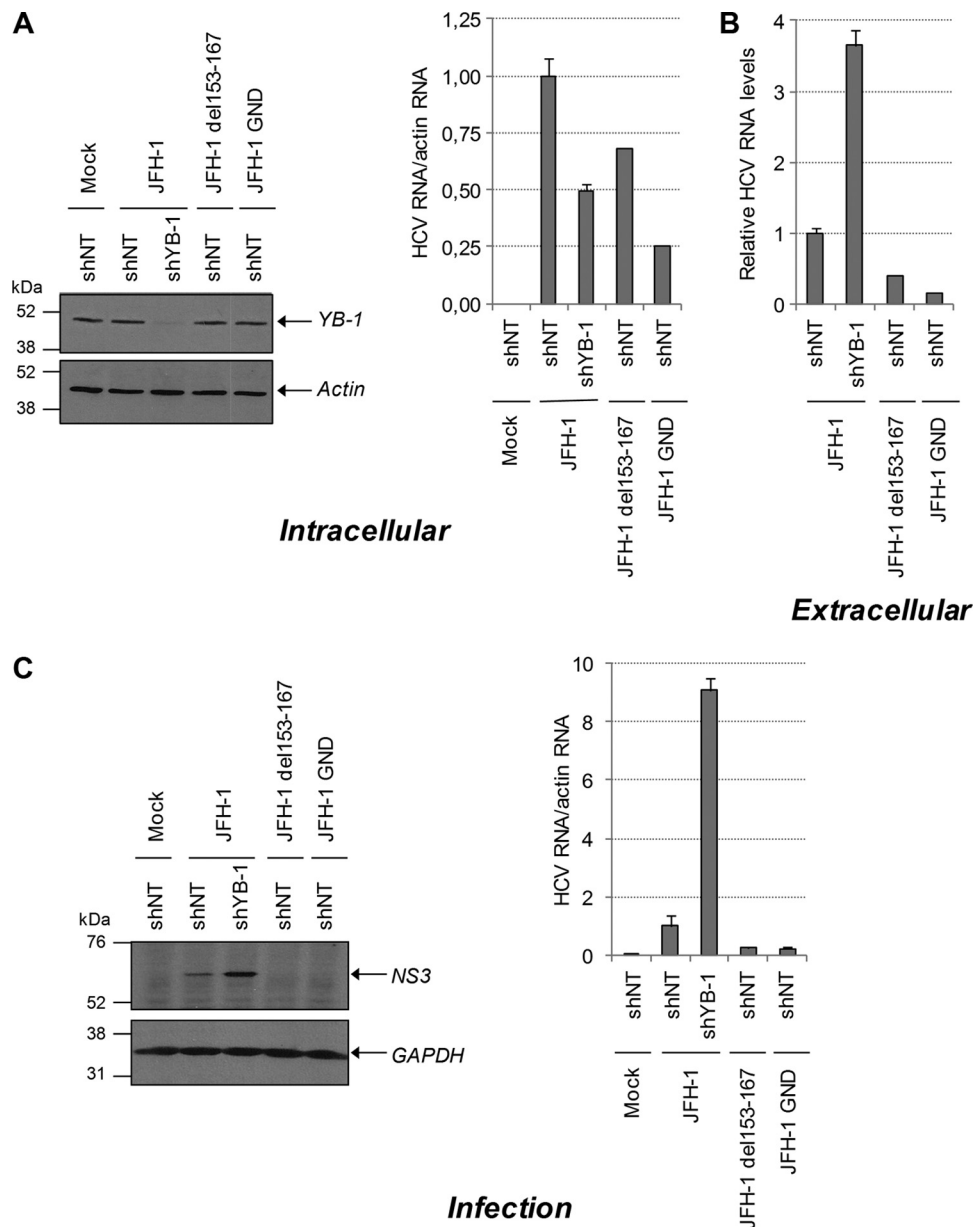 A
Mock
JFH-1
JFH-1 del153-167
JFH-1 GND
shNT
shNT
shYB-1
shNT
shNT
kDa
52
38
YB-1
52
38
Actin
HCV RNA/actin RNA
1,25
1,00
0,75
0,50
0,25
0,00
shNT
shNT
shYB-1
shNT
shNT
Mock
JFH-1
JFH-1 del153-167
JFH-1 GND
Intracellular
B
Relative HCV RNA levels
4
3
2
1
0
shNT
shYB-1
shNT
shNT
JFH-1
JFH-1 del153-167
JFH-1 GND
Extracellular
C
Mock
JFH-1
JFH-1 del153-167
JFH-1 GND
shNT
shNT
shYB-1
shNT
shNT
kDa
76
52
NS3
38
31
GAPDH
HCV RNA/actin RNA
10
8
6
4
2
0
shNT
shNT
shYB-1
shNT
shNT
Mock
JFH-1
JFH-1 del153-167
JFH-1 GND
Infection